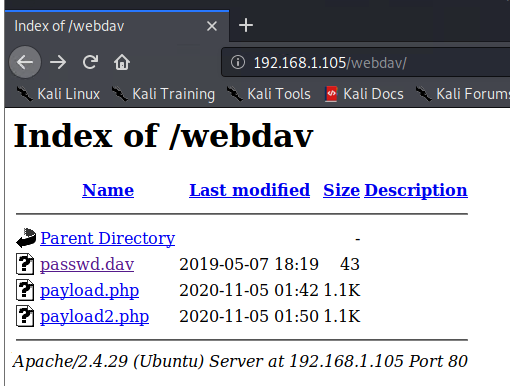 Index of /webdav
192.168.1.105/webdav/
Kali Linux Kali Training Kali Tools Kali Docs Kali Forums
Index of /webdav
Name Last modified Size Description
Parent Directory -
passwd.dav 2019-05-07 18:19 43
payload.php 2020-11-05 01:42 1.1K
payload2.php 2020-11-05 01:50 1.1K
Apache/2.4.29 (Ubuntu) Server at 192.168.1.105 Port 80